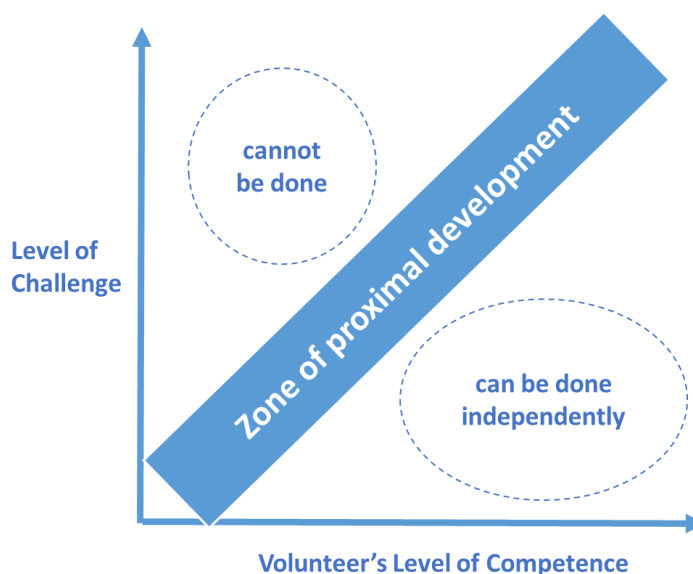 cannot
be done
Level of
Challenge
Zone of proximal development
can be done
independently
Volunteer's Level of Competence